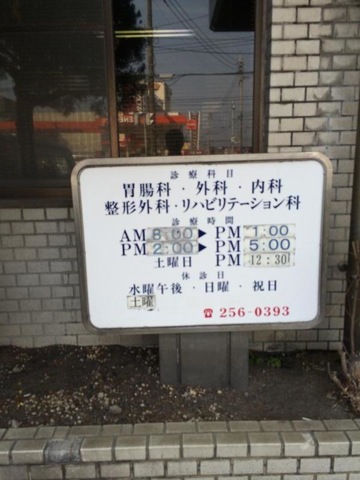 診療科目
胃腸科・外科・内科
整形外科・リハビリテーション科
診療時間
AM 8:00 ▶ PM 1:00
PM 2:00 ▶ PM 5:00
土曜日 PM 12:30
休診日
水曜午後・日曜・祝日
土曜
☎ 256-0393